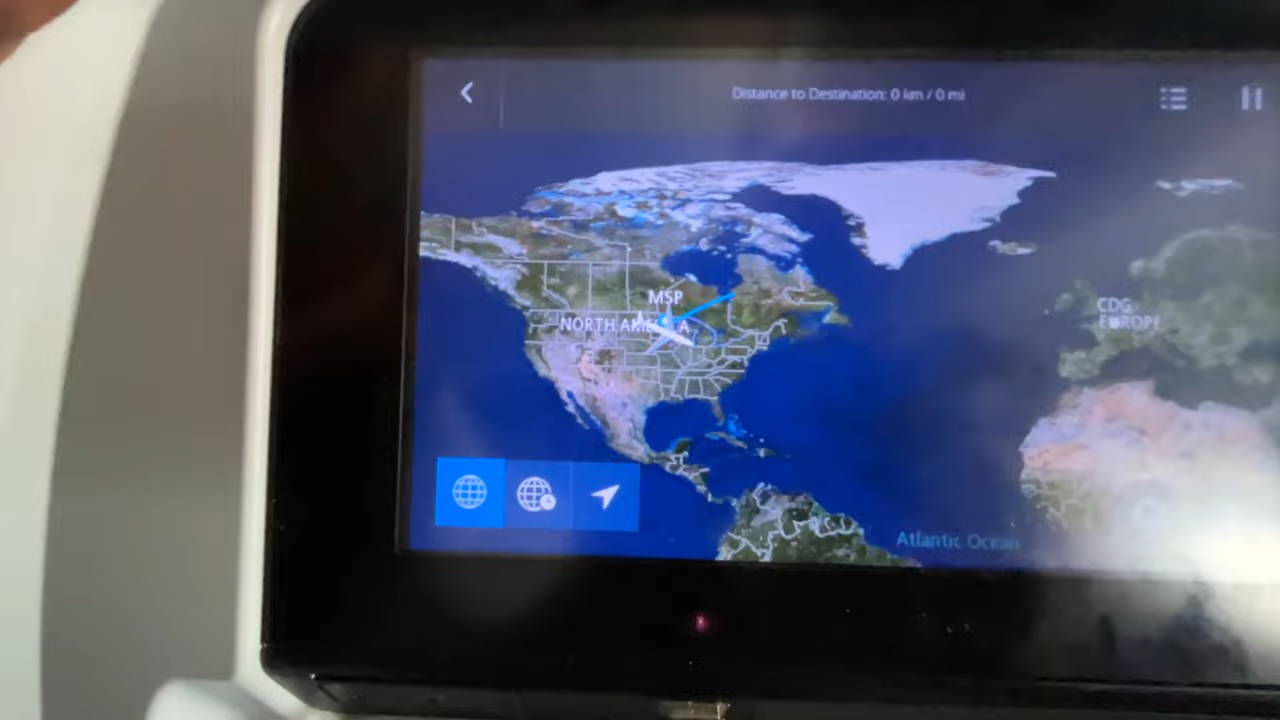 Distance to Destination: 0 km / 0 mi
MSP
NORTH AMERICA
CDG
EUROPE
Atlantic Ocean